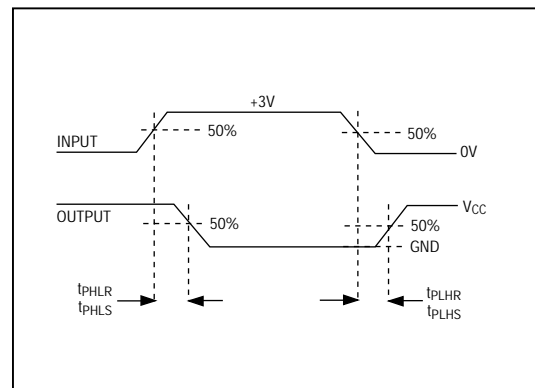 +3V
INPUT
50%
50%
0V
OUTPUT
50%
VCC
50%
GND
tPHLR
tPHLS
tPLHR
tPLHS